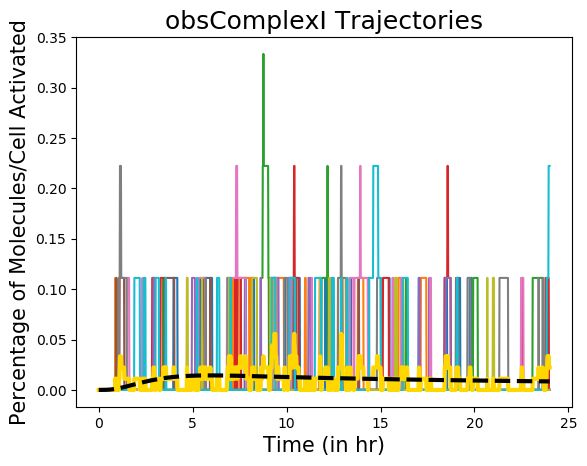 obsComplexI Trajectories
Percentage of Molecules/Cell Activated
0.35
0.30
0.25
0.20
0.15
0.10
0.05
0.00
0 5 10 15 20 25
Time (in hr)